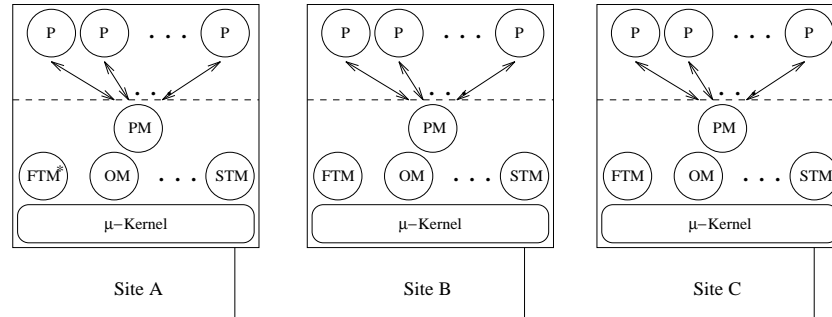 P P . . . P P P . . . P P P . . . P
. . . . . .
PM PM PM
FTM* OM . . . STM FTM OM . . . STM FTM OM . . . STM
μ–Kernel μ–Kernel μ–Kernel
Site A Site B Site C